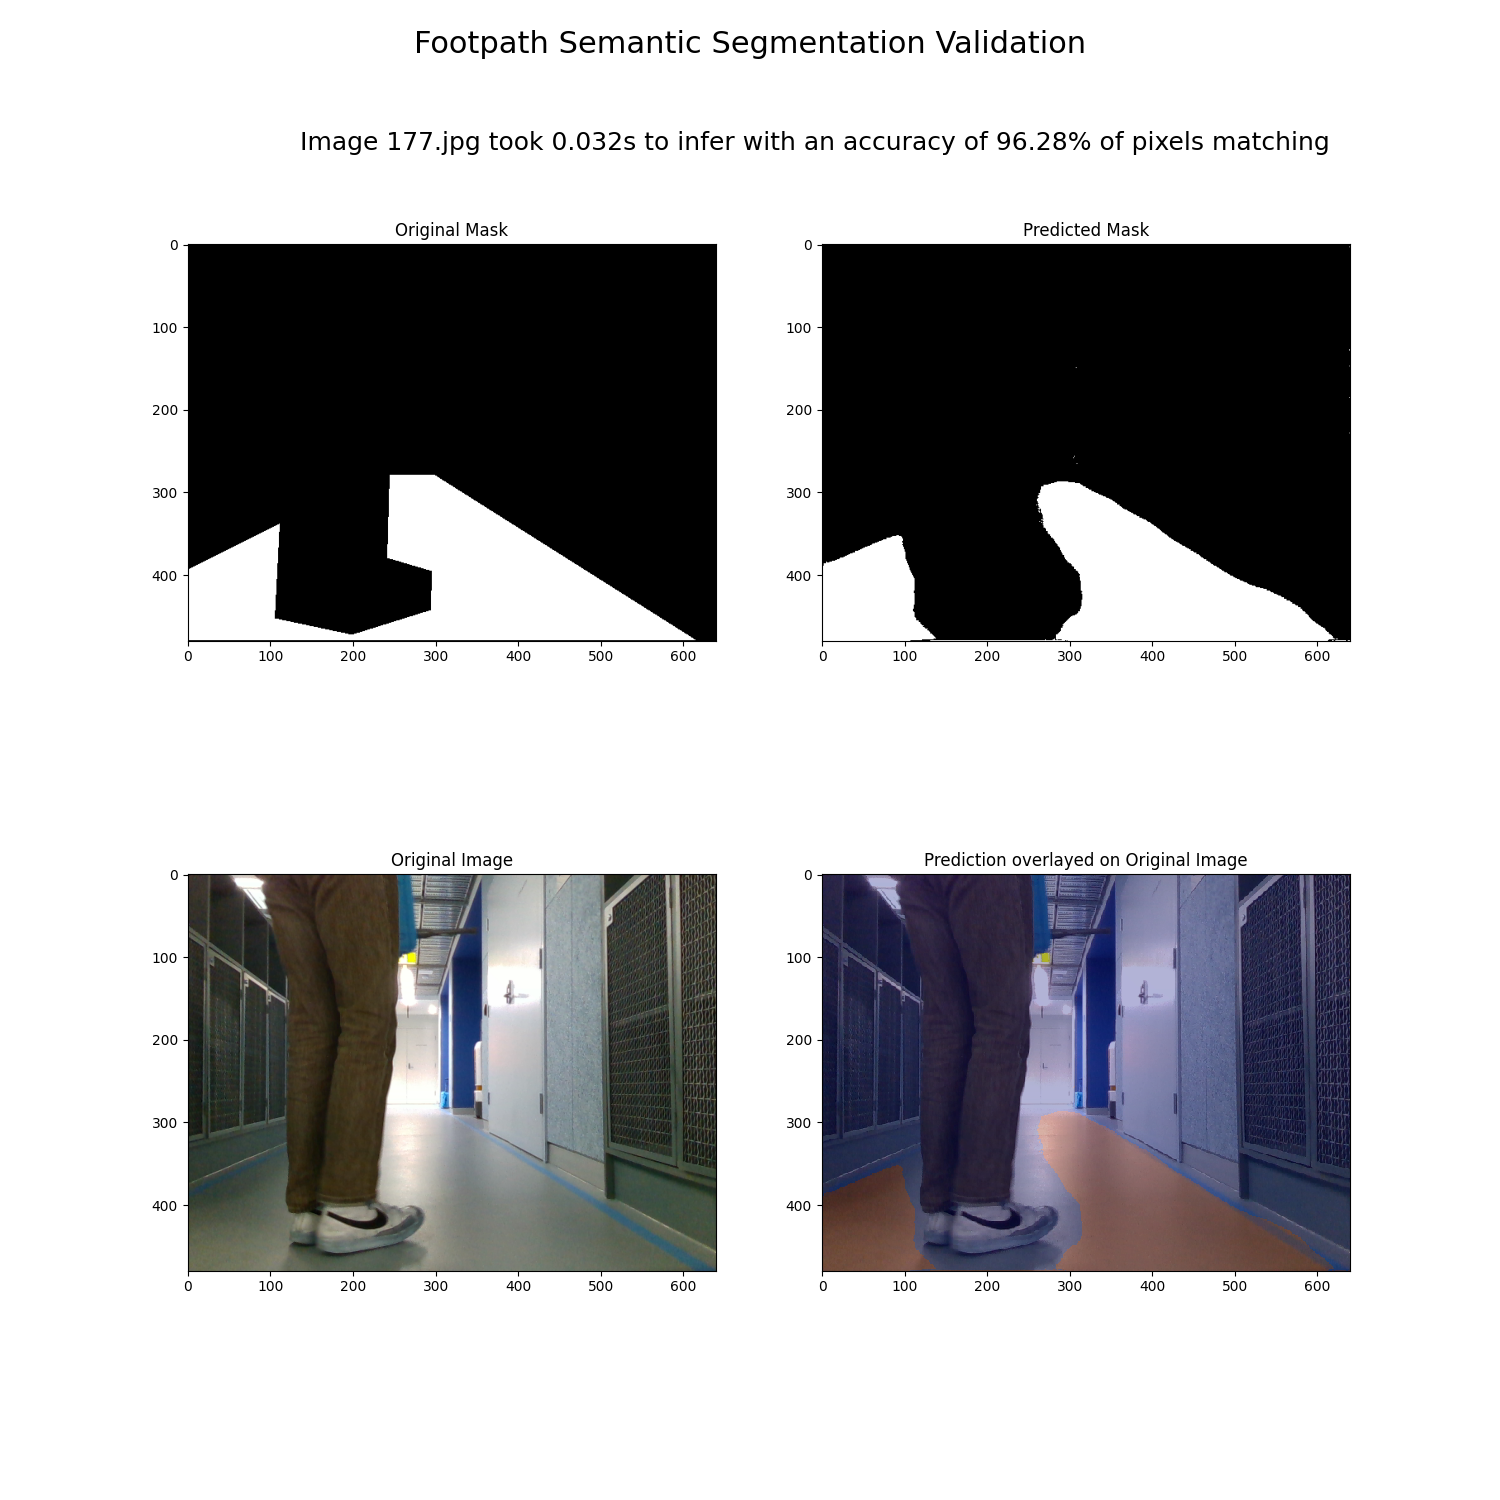 Footpath Semantic Segmentation Validation
Image 177.jpg took 0.032s to infer with an accuracy of 96.28% of pixels matching
Original Mask
0
100
200
300
400
0 100 200 300 400 500 600
Predicted Mask
0
100
200
300
400
0 100 200 300 400 500 600
Original Image
0
100
200
300
400
0 100 200 300 400 500 600
Prediction overlayed on Original Image
0
100
200
300
400
0 100 200 300 400 500 600